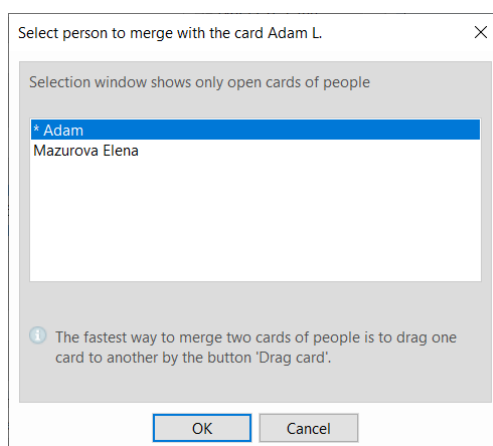 Select person to merge with the card Adam L.
Selection window shows only open cards of people
* Adam
Mazurova Elena
The fastest way to merge two cards of people is to drag one
card to another by the button 'Drag card'.
OK Cancel